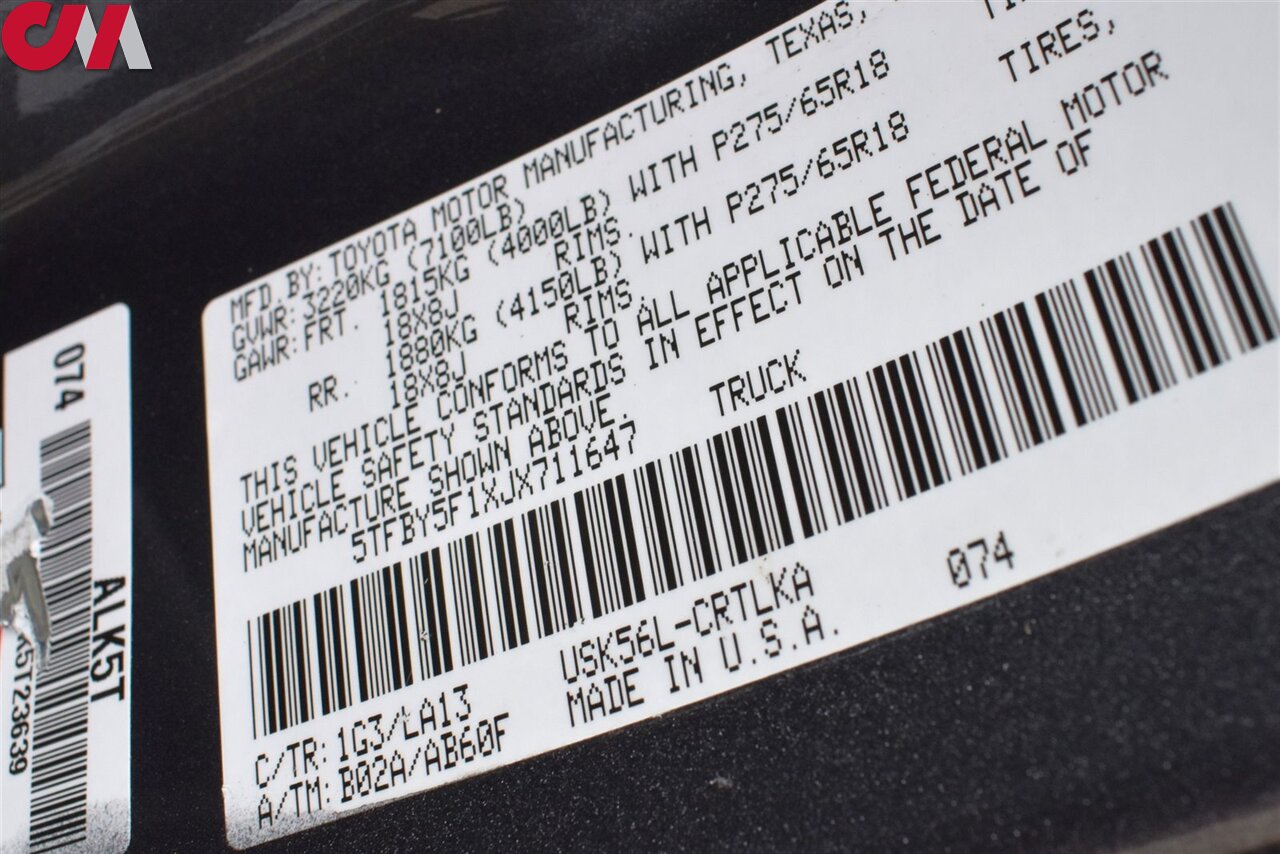 CM
MFD BY: TOYOTA MOTOR MANUFACTURING, TEXAS,
GVWR: 3220KG (7100LB)
GAWR: FRT. 1815KG (4000LB) WITH P275/65R18 TIRES,
18X8J RIMS.
RR. 1880KG (4150LB) WITH P275/65R18
18X8J RIMS.
THIS VEHICLE CONFORMS TO ALL APPLICABLE FEDERAL MOTOR
VEHICLE SAFETY STANDARDS IN EFFECT ON THE DATE OF
MANUFACTURE SHOWN ABOVE.
5TFBY5F1XJX711647 TRUCK
C/TR: 1G3/LA13 USK56L-CRTLKA 074
A/TM: B02A/AB60F MADE IN U.S.A.
074
ALK5T
5T23639